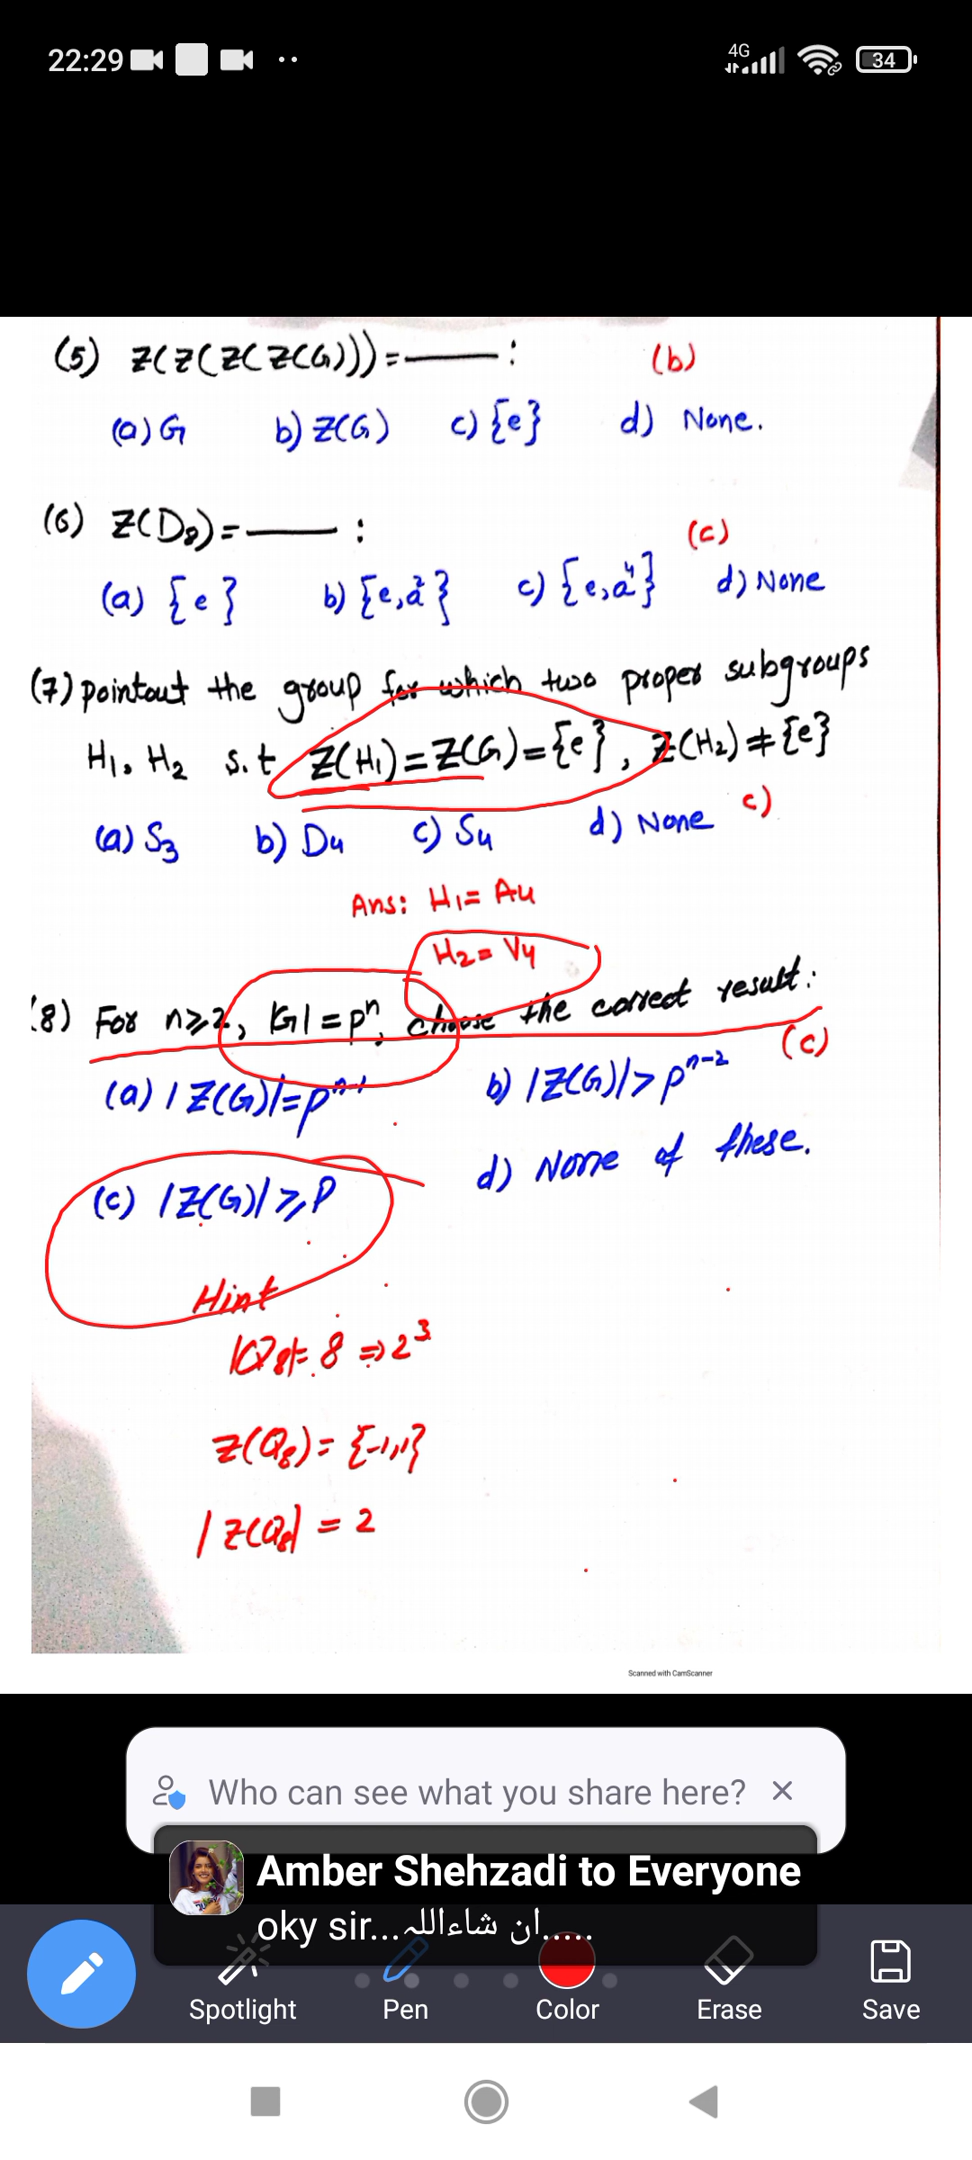 22:29
4G
34
(5) Z(Z(Z(Z(G))) = ——— : (b)
(a) G b) Z(G) c) {e} d) None.
(6) Z(D₈) = ——— : (c)
(a) {e} b) {e, a²} c) {e, a⁴} d) None
(7) pointout the group for which two proper subgroups
H₁, H₂ s.t Z(H₁) = Z(G) = {e}, Z(H₂) ≠ {e}
(a) S₃ b) D₄ c) S₄ d) None c)
Ans: H₁ = A₄
H₂ = V₄
(8) For n ≥ 2, |G| = pⁿ, choose the correct result:
(c)
(a) |Z(G)| = pⁿ⁻¹ b) |Z(G)| > pⁿ⁻²
(c) |Z(G)| ≥ p d) None of these.
Hint
|Q₈| = 8 ⇒ 2³
Z(Q₈) = {-1, 1}
|Z(Q₈)| = 2
Scanned with CamScanner
Who can see what you share here? ×
Amber Shehzadi to Everyone
oky sir...ان شاءاللہ.....
Spotlight Pen Color Erase Save